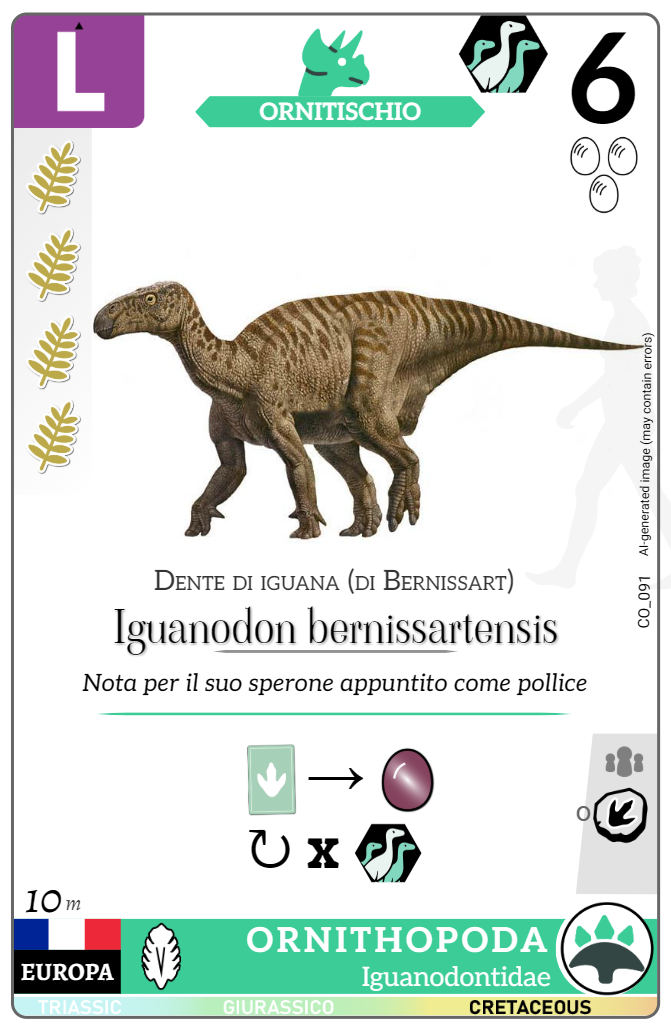 L
ORNITISCHIO
6
AI-generated image (may contain errors)
CO_091
Dente di iguana (di Bernissart)
Iguanodon bernissartensis
Nota per il suo sperone appuntito come pollice
x
O
10 m
EUROPA
ORNITHOPODA
Iguanodontidae
TRIASSIC
GIURASSICO
CRETACEOUS